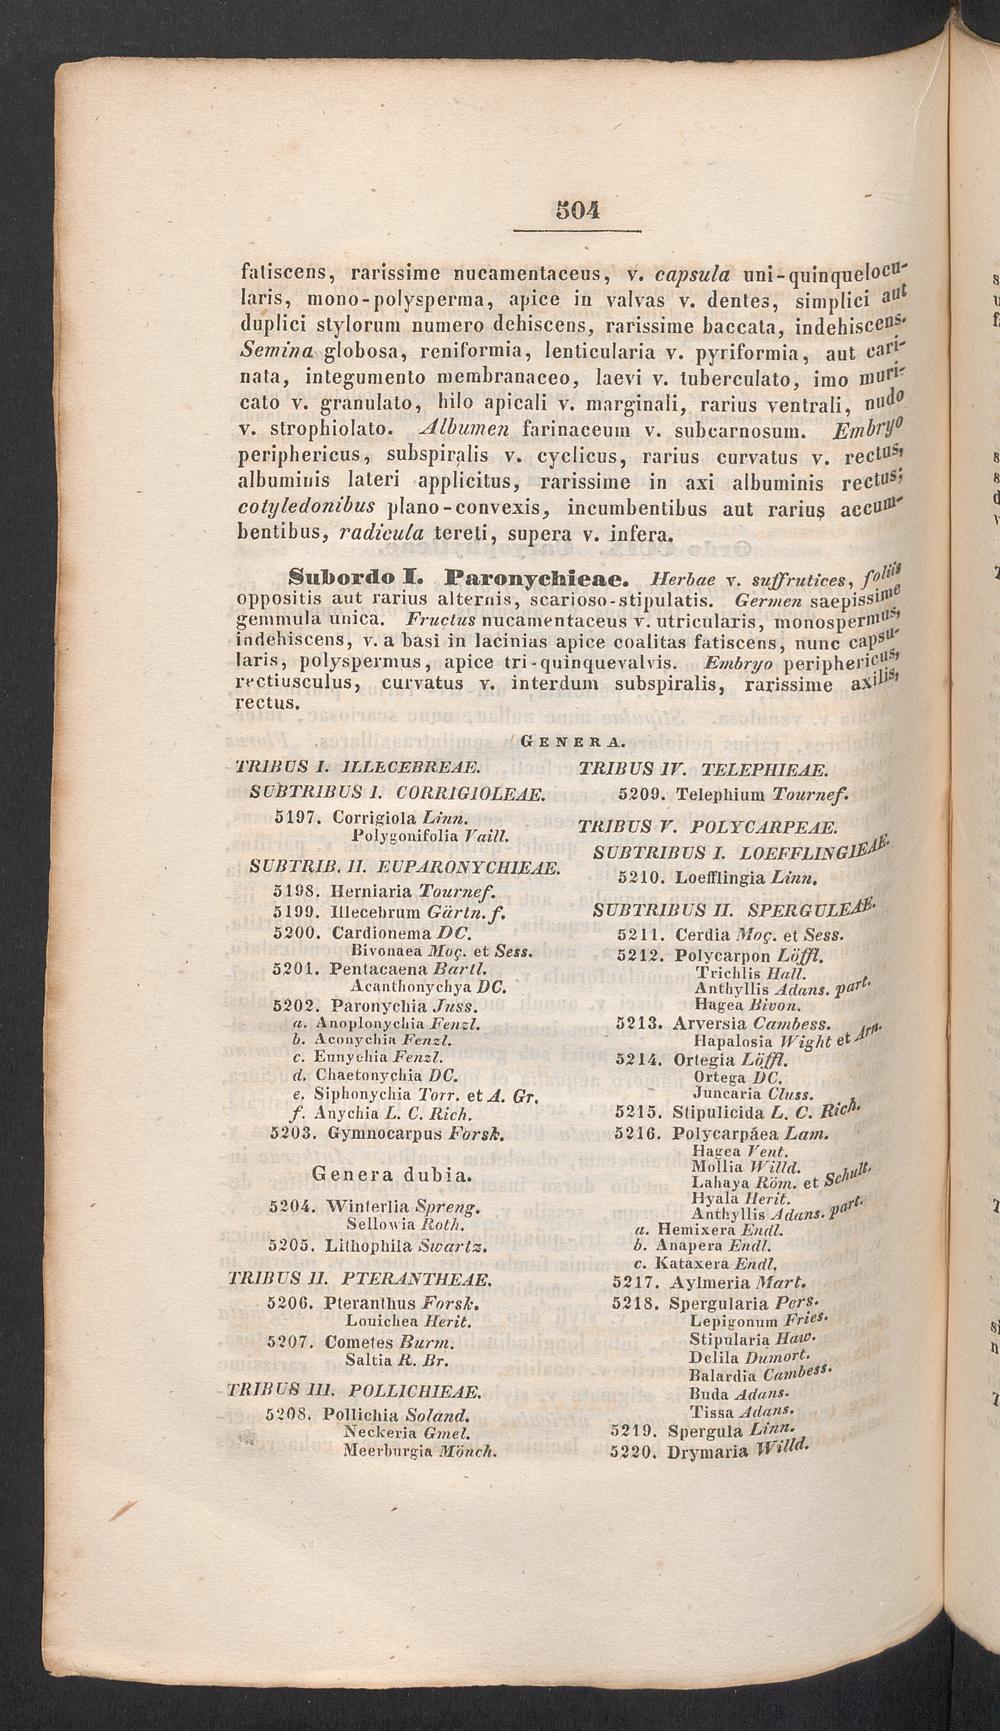 504
fatiscens, rarissime nucamentaceus, v. capsula uni-quinquelocu-
laris, mono-polysperma, apice in valvas v. dentes, simplici aut
duplici stylorum numero dehiscens, rarissime baccata, indehiscens.
Semina globosa, reniformia, lenticularia v. pyriformia, aut cari-
nata, integumento membranaceo, laevi v. tuberculato, imo muri-
cato v. granulato, hilo apicali v. marginali, rarius ventrali, nudo
v. strophiolato. Albumen farinaceum v. subcarnosum. Embryo
periphericus, subspiralis v. cyclicus, rarius curvatus v. rectus,
albuminis lateri applicitus, rarissime in axi albuminis rectus;
cotyledonibus plano-convexis, incumbentibus aut rarius accum-
bentibus, radicula tereti, supera v. infera.
Subordo I. Paronychieae. Herbae v. suffrutices, foliis
oppositis aut rarius alternis, scarioso-stipulatis. Germen saepissime
gemmula unica. Fructus nucamentaceus v. utricularis, monospermus,
indehiscens, v. a basi in lacinias apice coalitas fatiscens, nunc capsu-
laris, polyspermus, apice tri-quinquevalvis. Embryo periphericus,
rectiusculus, curvatus v. interdum subspiralis, rarissime axilis,
rectus.
GENERA.
TRIBUS I. ILLECEBREAE.
SUBTRIBUS I. CORRIGIOLEAE.
5197. Corrigiola Linn.
Polygonifolia Vaill.
SUBTRIB. II. EUPARONYCHIEAE.
5198. Herniaria Tournef.
5199. Illecebrum Gärtn. f.
5200. Cardionema DC.
Bivonaea Moç. et Sess.
5201. Pentacaena Bartl.
Acanthonychya DC.
5202. Paronychia Juss.
a. Anoplonychia Fenzl.
b. Aconychia Fenzl.
c. Eunychia Fenzl.
d. Chaetonychia DC.
e. Siphonychia Torr. et A. Gr.
f. Anychia L. C. Rich.
5203. Gymnocarpus Forsk.
Genera dubia.
5204. Winterlia Spreng.
Sellowia Roth.
5205. Lithophila Swartz.
TRIBUS II. PTERANTHEAE.
5206. Pteranthus Forsk.
Louichea Herit.
5207. Cometes Burm.
Saltia R. Br.
TRIBUS III. POLLICHIEAE.
5208. Pollichia Soland.
Neckeria Gmel.
Meerburgia Mönch.
TRIBUS IV. TELEPHIEAE.
5209. Telephium Tournef.
TRIBUS V. POLYCARPEAE.
SUBTRIBUS I. LOEFFLINGIEAE.
5210. Loefflingia Linn.
SUBTRIBUS II. SPERGULEAE.
5211. Cerdia Moç. et Sess.
5212. Polycarpon Löffl.
Trichlis Hall.
Anthyllis Adans. part.
Hagea Bivon.
5213. Arversia Cambess.
Hapalosia Wight et Arn.
5214. Ortegia Löffl.
Ortega DC.
Juncaria Cluss.
5215. Stipulicida L. C. Rich.
5216. Polycarpáea Lam.
Hagea Vent.
Mollia Willd.
Lahaya Röm. et Schult.
Hyala Herit.
Anthyllis Adans. part.
a. Hemixera Endl.
b. Anapera Endl.
c. Kataxera Endl.
5217. Aylmeria Mart.
5218. Spergularia Pers.
Lepigonum Fries.
Stipularia Haw.
Delila Dumort.
Balardia Cambess.
Buda Adans.
Tissa Adans.
5219. Spergula Linn.
5220. Drymaria Willd.